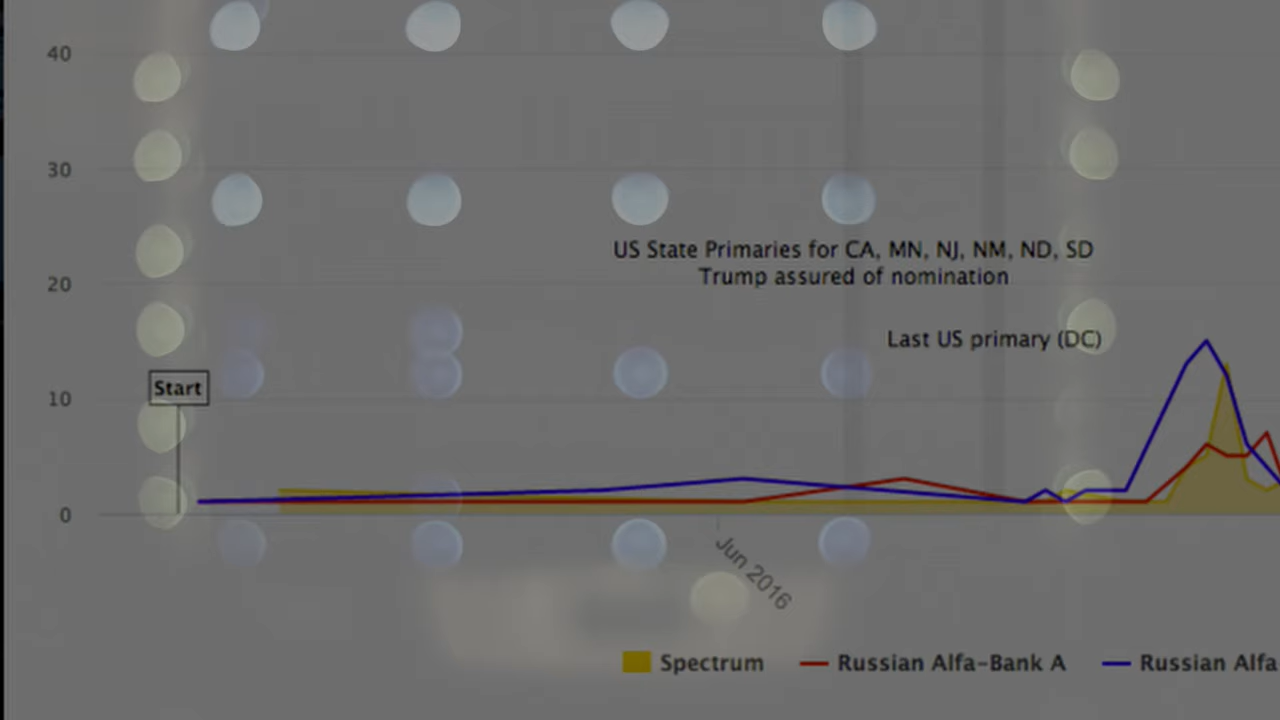 40
30
US State Primaries for CA, MN, NJ, NM, ND, SD
Trump assured of nomination
20
Last US primary (DC)
Start
10
0
Jun 2016
Spectrum
Russian Alfa-Bank A
Russian Alfa